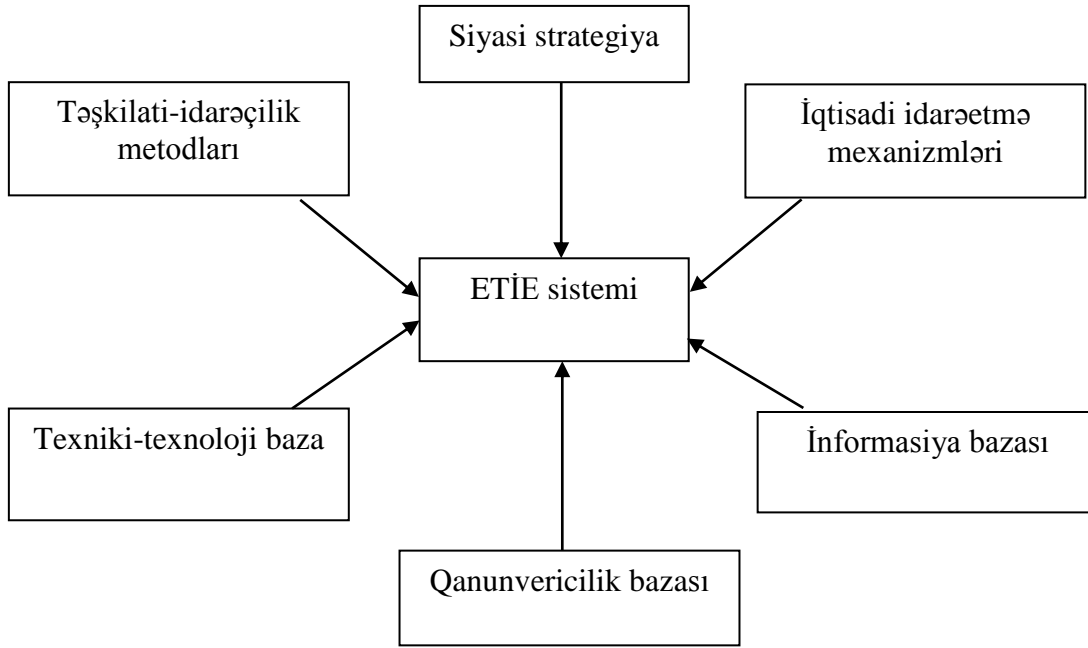 Siyasi strategiya
Təşkilati-idarəçilik
metodları
İqtisadi idarəetmə
mexanizmləri
ETİE sistemi
Texniki-texnoloji baza
İnformasiya bazası
Qanunvericilik bazası